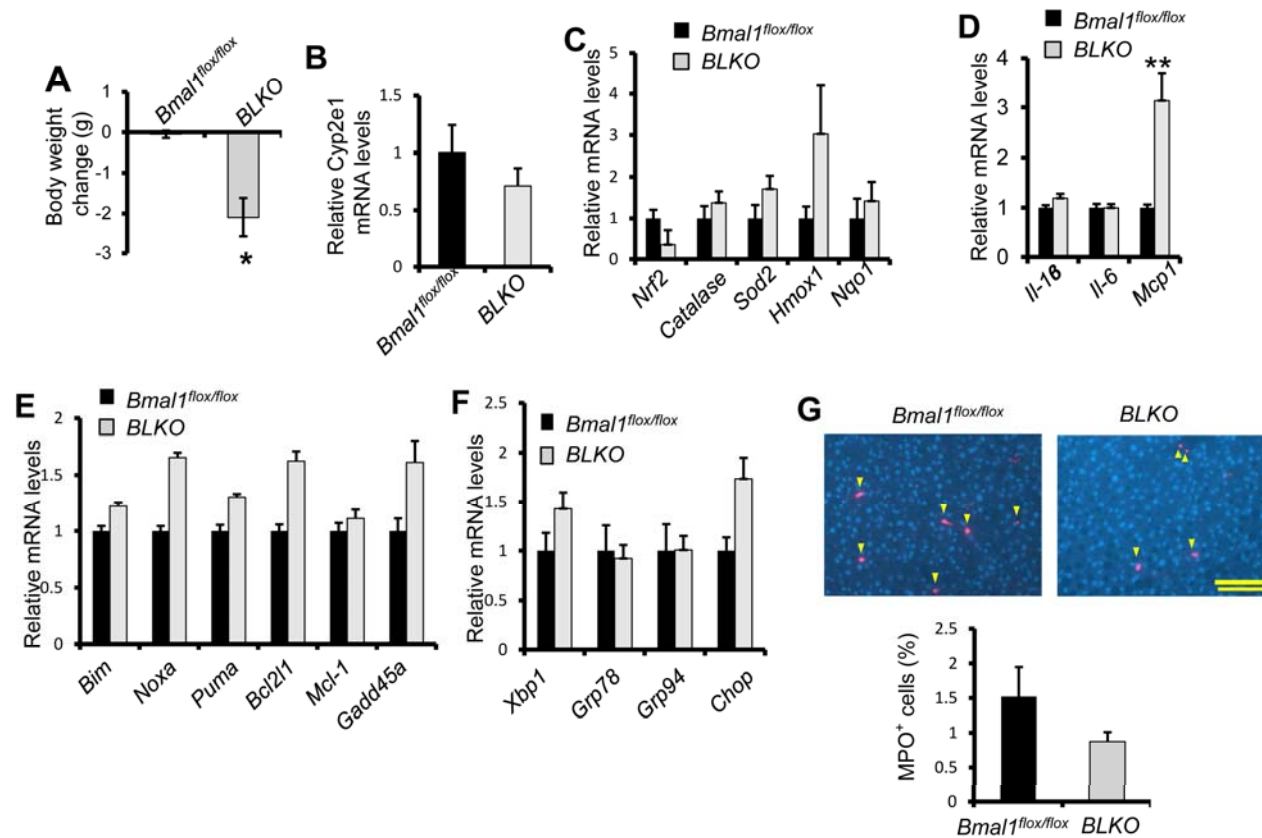 A
Bmal1flox/flox
BLKO
Body weight
change (g)
0
-1
-2
-3
*
B
Relative Cyp2e1
mRNA levels
1.5
1
0.5
0
Bmal1flox/flox
BLKO
C
Bmal1flox/flox
BLKO
Relative mRNA levels
5
4
3
2
1
0
Nrf2
Catalase
Sod2
Hmox1
Nqo1
D
Bmal1flox/flox
BLKO
Relative mRNA levels
4
3
2
1
0
**
Il-6
Mcp1
E
Bmal1flox/flox
BLKO
Relative mRNA levels
2
1.5
1
0.5
0
Bim
Noxa
Puma
Bcl2l1
Mcl-1
Gadd45a
F
Bmal1flox/flox
BLKO
Relative mRNA levels
2.5
2
1.5
1
0.5
0
Xbp1
Grp78
Grp94
Chop
G
Bmal1flox/flox
BLKO
MPO+ cells (%)
2.5
2
1.5
1
0.5
0
Bmal1flox/flox
BLKO